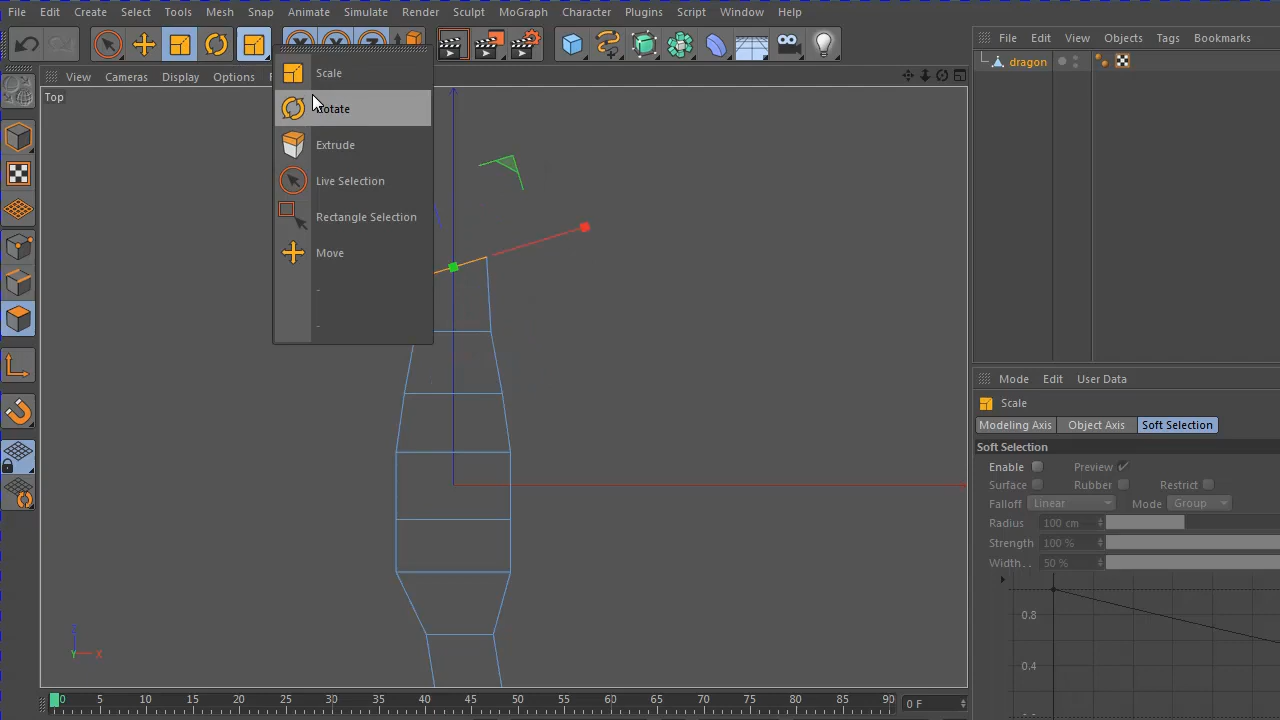 File Edit Create Select Tools Mesh Snap Animate Simulate Render Sculpt MoGraph Character Plugins Script Window Help
File Edit View Objects Tags Bookmarks
dragon
View Cameras Display Options
Top
Scale
Rotate
Extrude
Live Selection
Rectangle Selection
Move
-
-
Mode Edit User Data
Scale
Modeling Axis Object Axis Soft Selection
Soft Selection
Enable Preview
Surface Rubber Restrict
Falloff Linear Mode Group
Radius 100 cm
Strength 100 %
Width.. 50 %
0.8
0.4
Y X
0 5 10 15 20 25 30 35 40 45 50 55 60 65 70 75 80 85 90 0 F